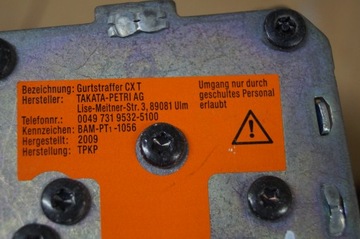 Bezeichnung: Gurtstraffer CX T
Hersteller: TAKATA-PETRI AG
Lise-Meitner-Str. 3, 89081 Ulm
Telefonnr.: 0049 731 9532-5100
Kennzeichen: BAM-PT1-1056
Hergestellt: 2009
Herstellung: TPKP
Umgang nur durch
geschultes Personal
erlaubt